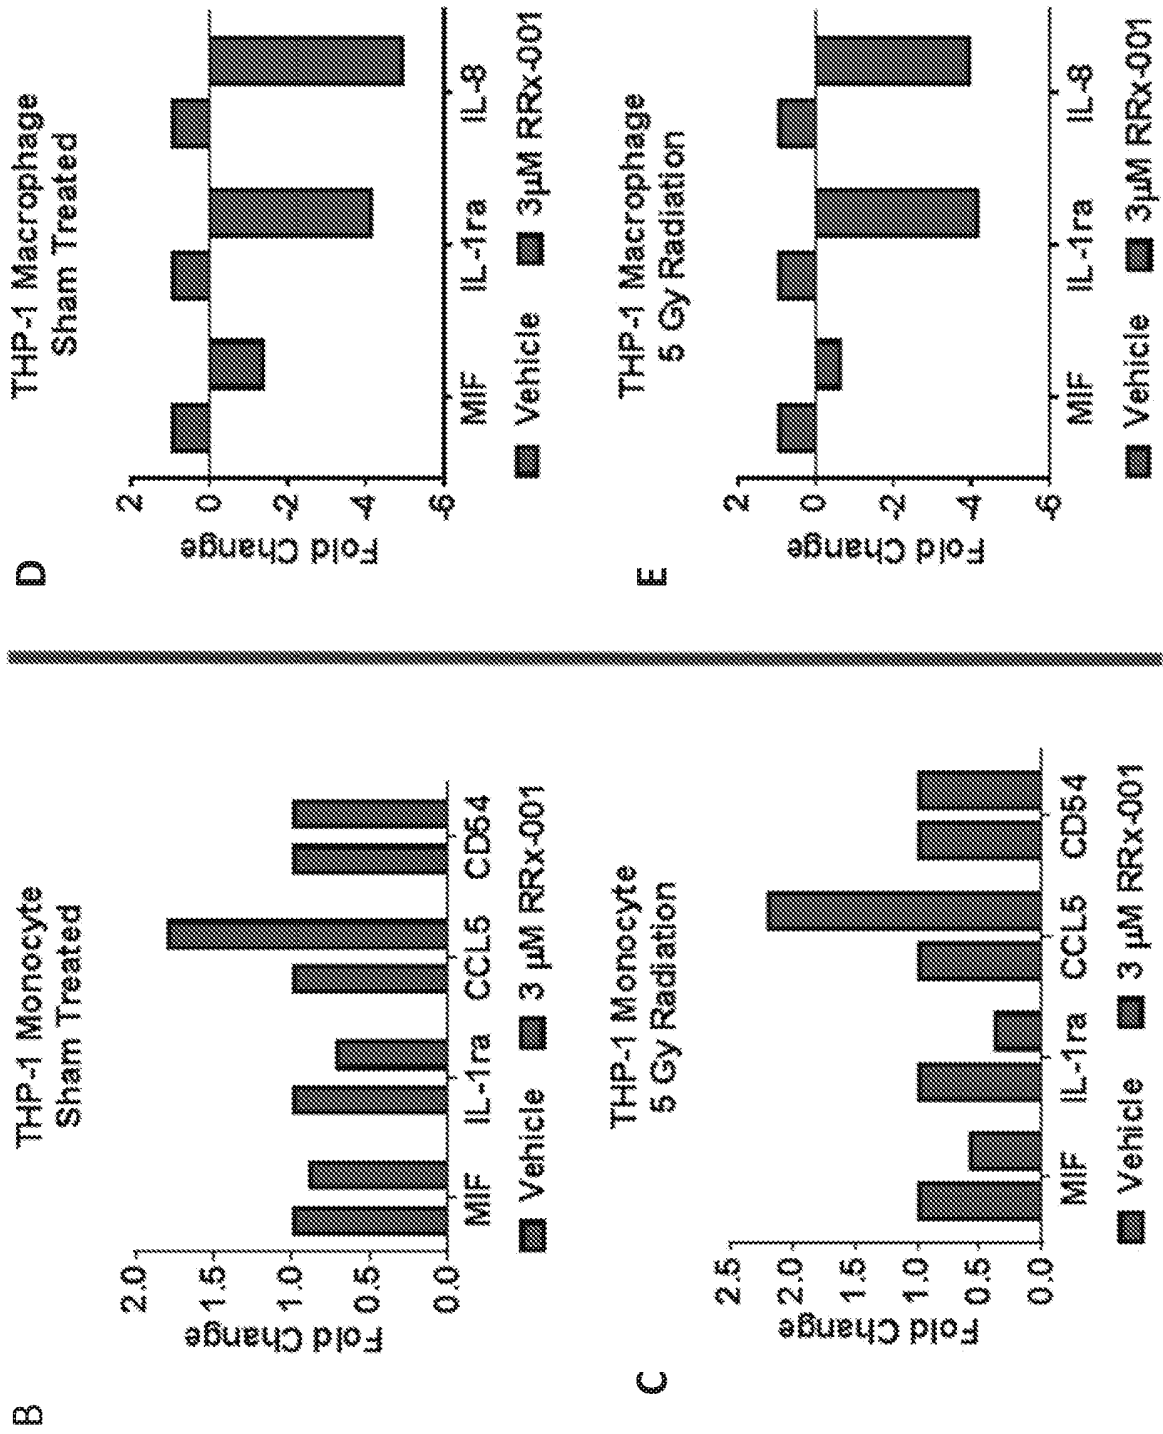 B
THP-1 Monocyte
Sham Treated
Fold Change
2.0
1.5
1.0
0.5
0.0
MIF IL-1ra CCL5 CD54
Vehicle 3 µM RRx-001
C
THP-1 Monocyte
5 Gy Radiation
Fold Change
2.5
2.0
1.5
1.0
0.5
0.0
MIF IL-1ra CCL5 CD54
Vehicle 3 µM RRx-001
D
THP-1 Macrophage
Sham Treated
Fold Change
2
0
-2
-4
-6
MIF IL-1ra IL-8
Vehicle 3µM RRx-001
E
THP-1 Macrophage
5 Gy Radiation
Fold Change
2
0
-2
-4
-6
MIF IL-1ra IL-8
Vehicle 3µM RRx-001